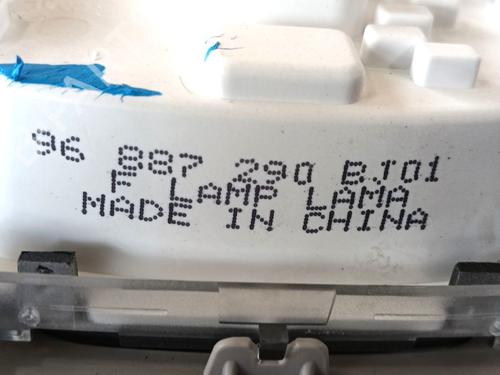 96 887 290 BJ01
F LAMP LAMA
MADE IN CHINA